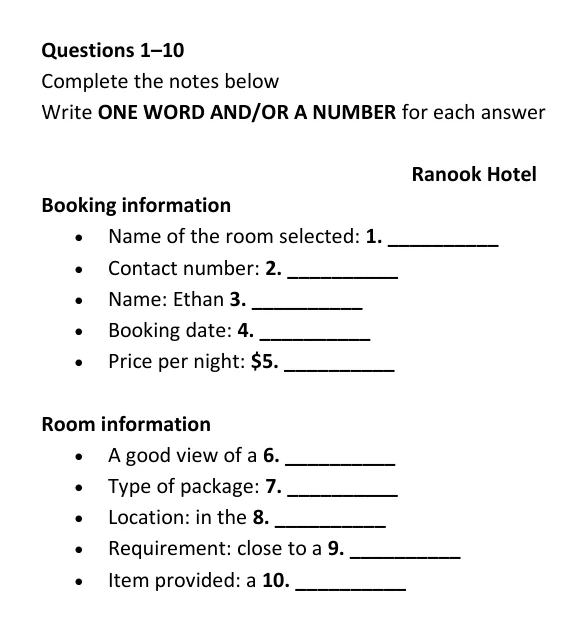 Questions 1–10
Complete the notes below
Write ONE WORD AND/OR A NUMBER for each answer
Ranook Hotel
Booking information
• Name of the room selected: 1. __________
• Contact number: 2. __________
• Name: Ethan 3. __________
• Booking date: 4. __________
• Price per night: $5. __________
Room information
• A good view of a 6. __________
• Type of package: 7. __________
• Location: in the 8. __________
• Requirement: close to a 9. __________
• Item provided: a 10. __________